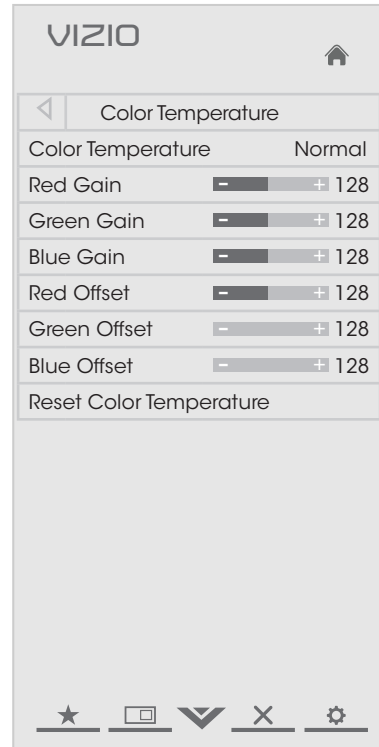 VIZIO
Color Temperature
Color Temperature Normal
Red Gain - + 128
Green Gain - + 128
Blue Gain - + 128
Red Offset - + 128
Green Offset - + 128
Blue Offset - + 128
Reset Color Temperature